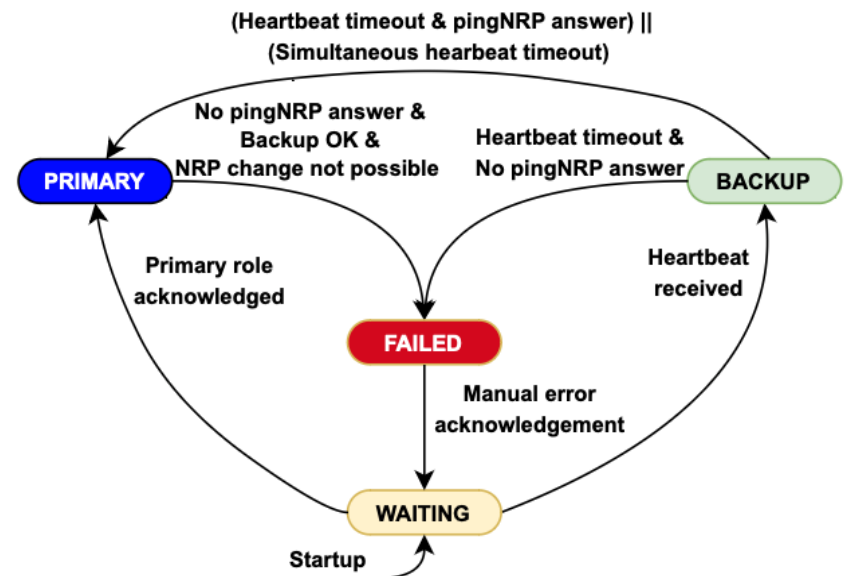 (Heartbeat timeout & pingNRP answer) ||
(Simultaneous hearbeat timeout)
No pingNRP answer &
Backup OK &
NRP change not possible
Heartbeat timeout &
No pingNRP answer
PRIMARY
BACKUP
Primary role
acknowledged
Heartbeat
received
FAILED
Manual error
acknowledgement
WAITING
Startup